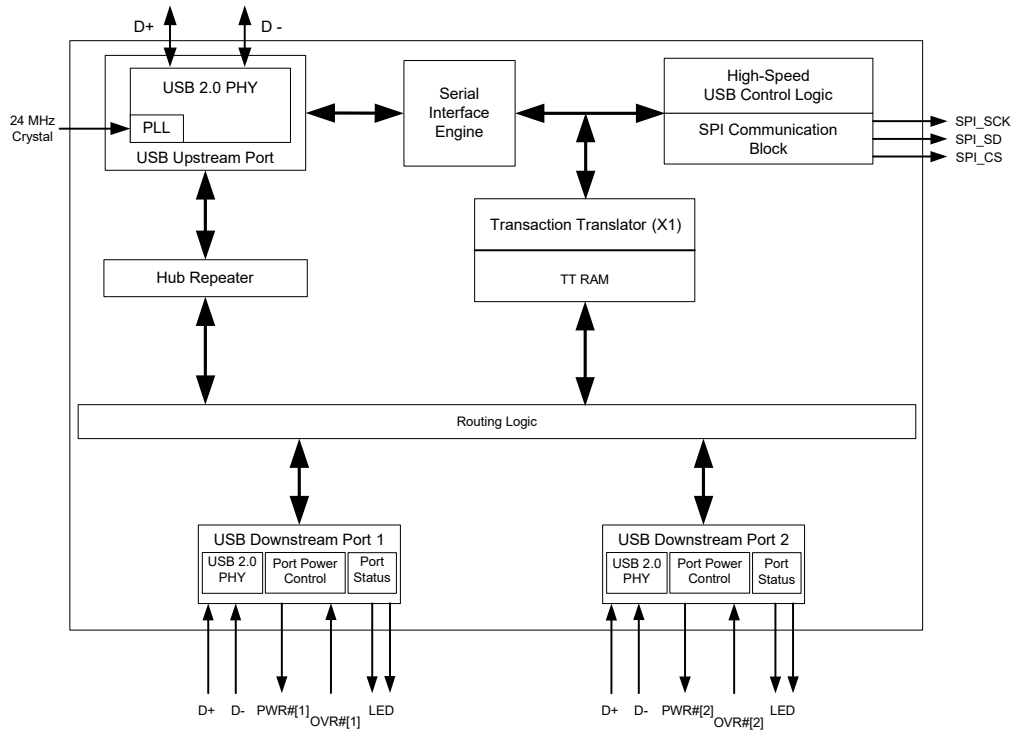 D+ D -
USB 2.0 PHY
PLL
USB Upstream Port
24 MHz
Crystal
Serial
Interface
Engine
High-Speed
USB Control Logic
SPI Communication
Block
SPI_SCK
SPI_SD
SPI_CS
Transaction Translator (X1)
TT RAM
Hub Repeater
Routing Logic
USB Downstream Port 1
USB 2.0
PHY
Port Power
Control
Port
Status
USB Downstream Port 2
USB 2.0
PHY
Port Power
Control
Port
Status
D+ D- PWR#[1] OVR#[1] LED
D+ D- PWR#[2] OVR#[2] LED